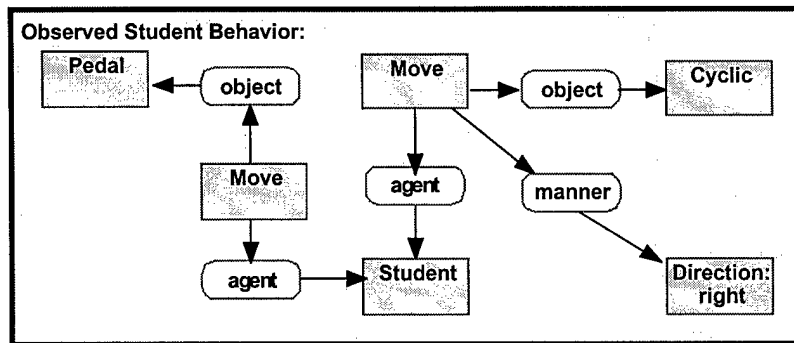 Observed Student Behavior:
Pedal
Move
object
object
Cyclic
Move
agent
manner
agent
Student
Direction:
right